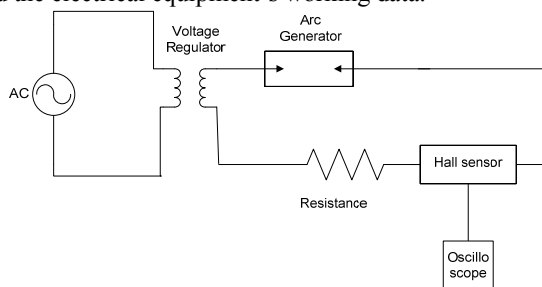 the electrical equipment's working data.
Arc
Generator
Voltage
Regulator
AC
Hall sensor
Resistance
Oscillo
scope